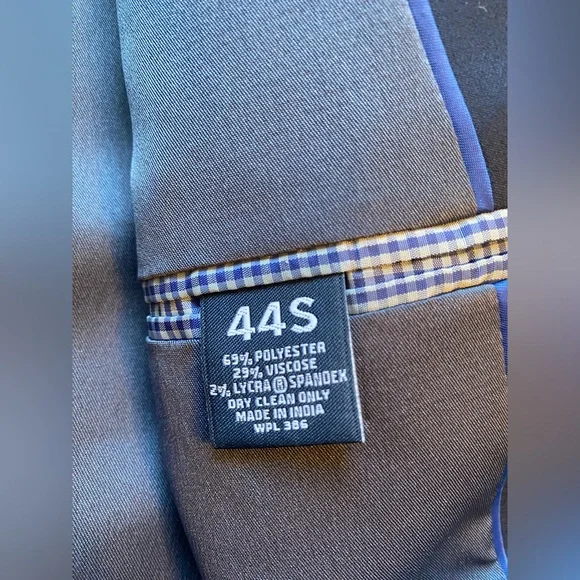 44S
69% POLYESTER
29% VISCOSE
2% LYCRA ® SPANDEX
DRY CLEAN ONLY
MADE IN INDIA
WPL 386